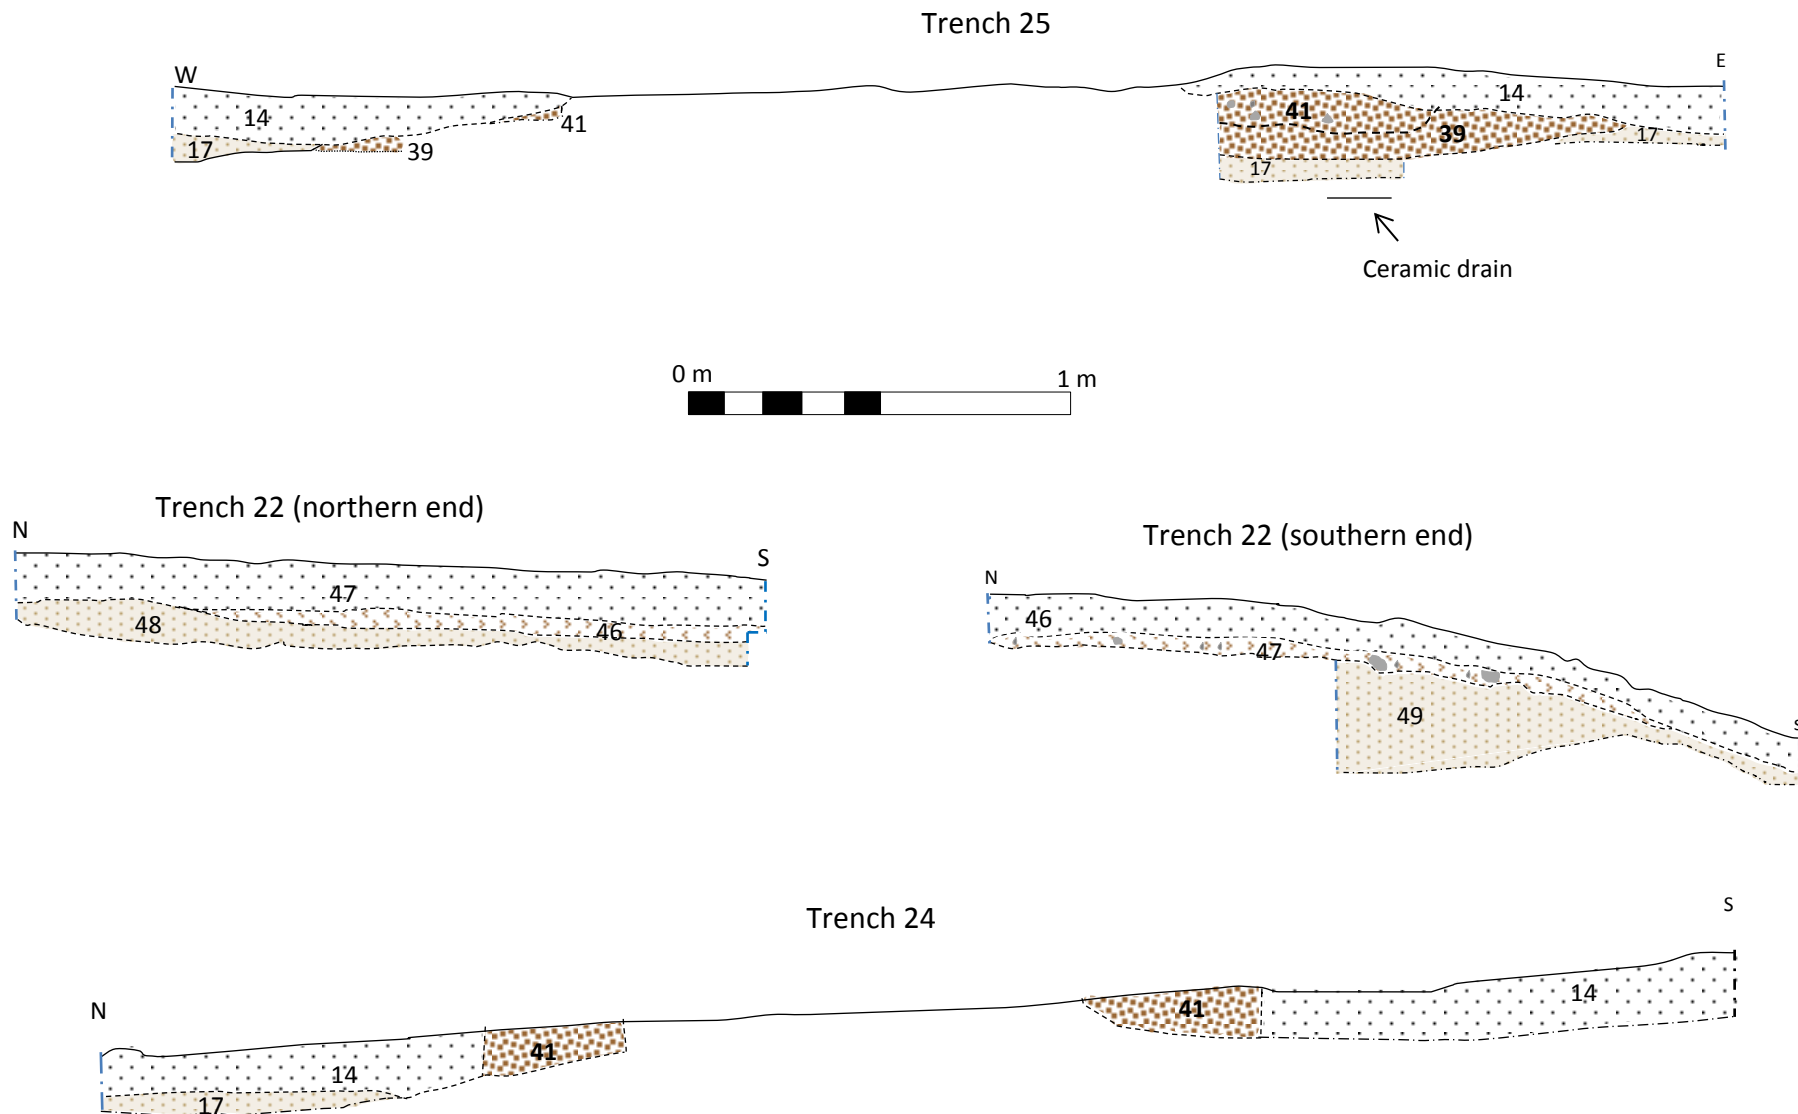 Trench 25
W
E
14
14
41
41
39
17
39
17
17
Ceramic drain
0 m 1 m
Trench 22 (northern end)
N
S
47
48
46
Trench 22 (southern end)
N
46
47
49
S
Trench 24
S
N
14
41
41
14
17